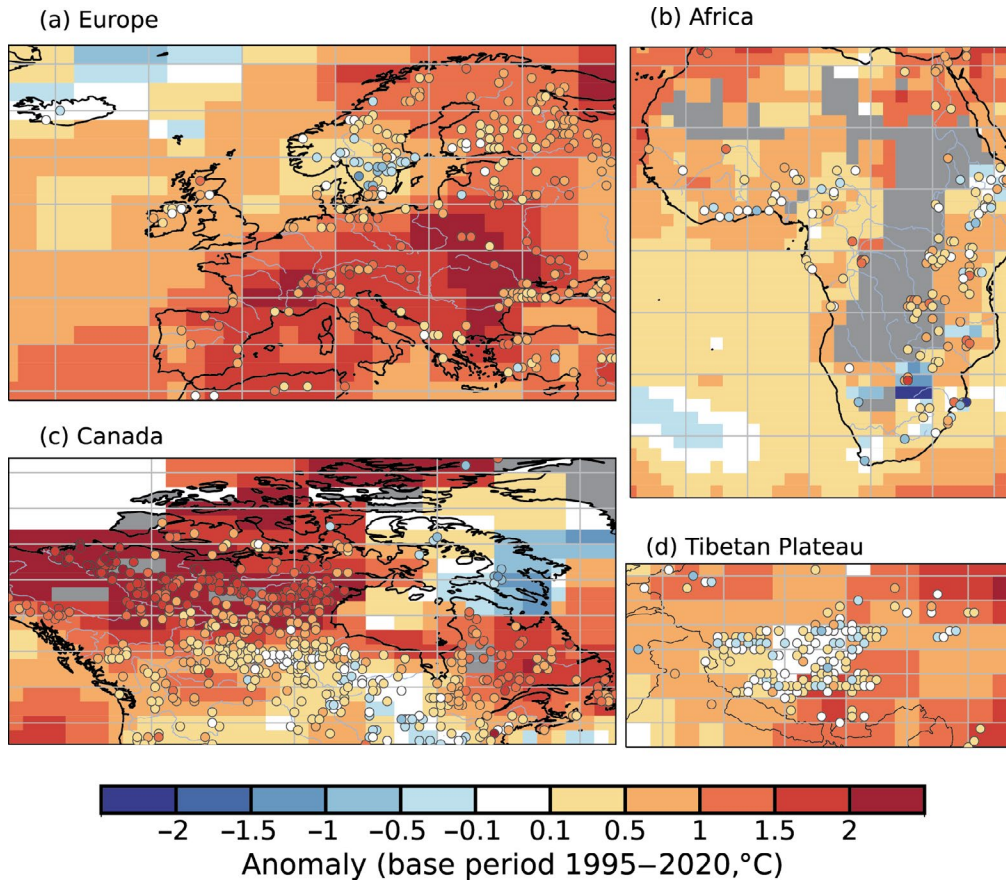 (a) Europe
(b) Africa
(c) Canada
(d) Tibetan Plateau
−2 −1.5 −1 −0.5 −0.1 0.1 0.5 1 1.5 2
Anomaly (base period 1995−2020,°C)